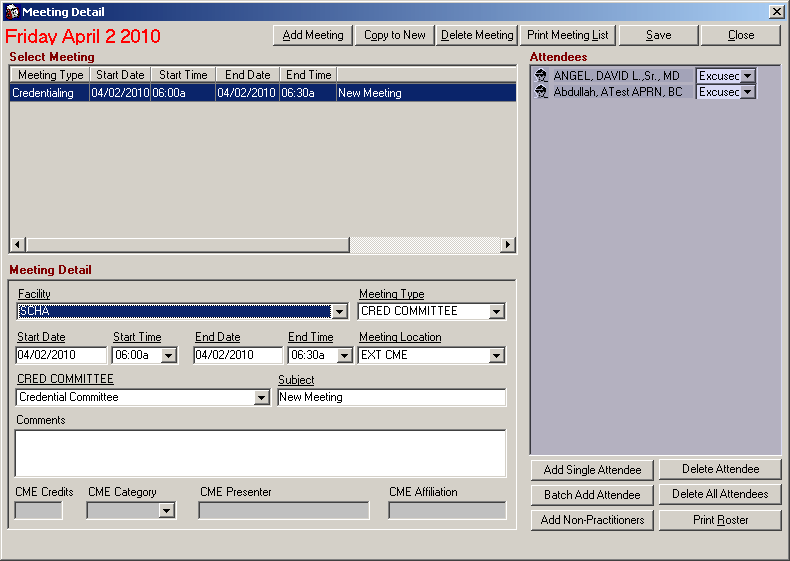 Meeting Detail
Friday April 2 2010
Add Meeting Copy to New Delete Meeting Print Meeting List Save Close
Select Meeting
Meeting Type Start Date Start Time End Date End Time
Credentialing 04/02/2010 06:00a 04/02/2010 06:30a New Meeting
Attendees
ANGEL, DAVID L.,Sr., MD Excusec
Abdullah, ATest APRN, BC Excusec
Meeting Detail
Facility Meeting Type
SCHA CRED COMMITTEE
Start Date Start Time End Date End Time Meeting Location
04/02/2010 06:00a 04/02/2010 06:30a EXT CME
CRED COMMITTEE Subject
Credential Committee New Meeting
Comments
CME Credits CME Category CME Presenter CME Affiliation
Add Single Attendee Delete Attendee
Batch Add Attendee Delete All Attendees
Add Non-Practitioners Print Roster